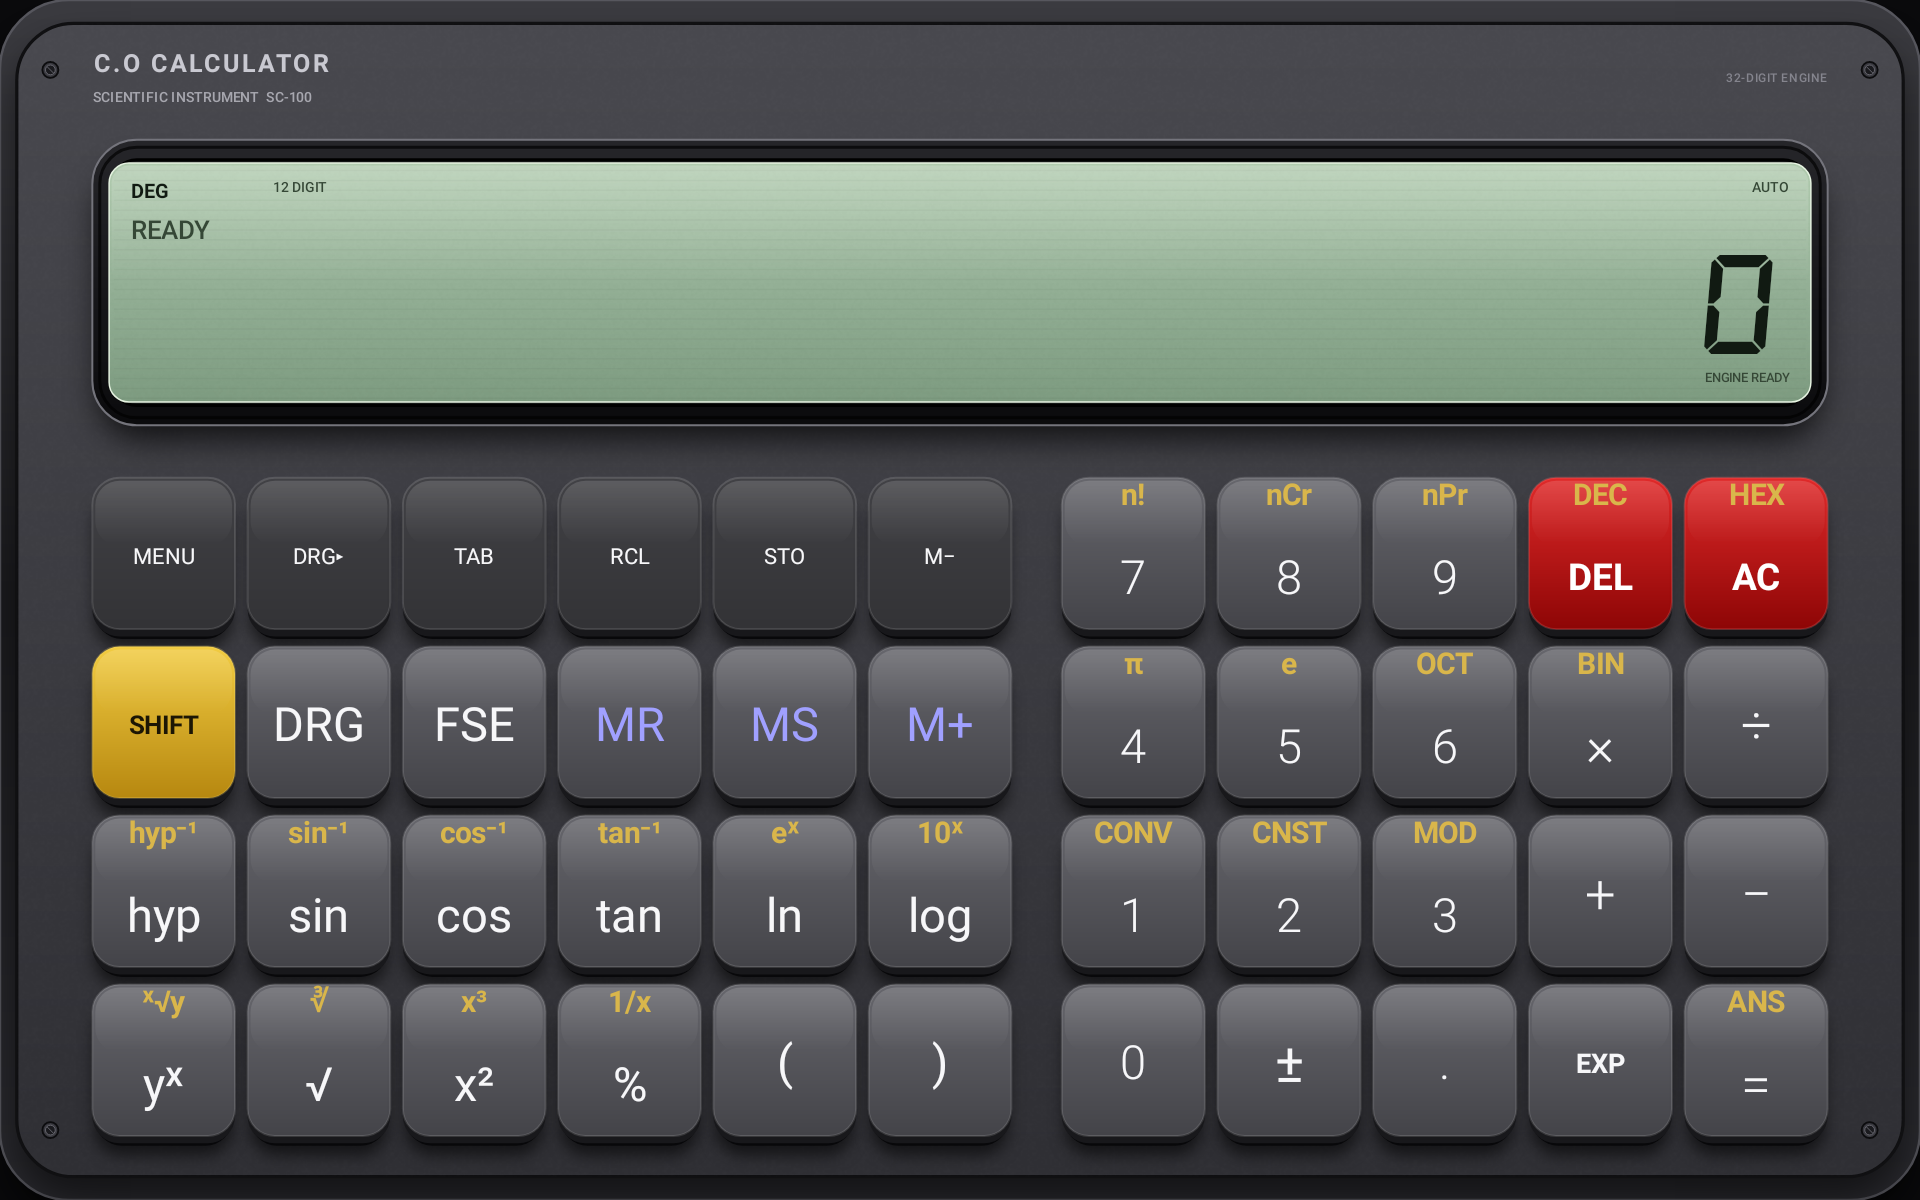 C.O CALCULATOR
SCIENTIFIC INSTRUMENT SC-100
32-DIGIT ENGINE
DEG 12 DIGIT AUTO
READY
0
ENGINE READY
n! nCr nPr DEC HEX
MENU DRG▸ TAB RCL STO M− 7 8 9 DEL AC
π e OCT BIN
SHIFT DRG FSE MR MS M+ 4 5 6 × ÷
hyp⁻¹ sin⁻¹ cos⁻¹ tan⁻¹ eˣ 10ˣ CONV CNST MOD
hyp sin cos tan ln log 1 2 3 + −
ˣ√y ∛ x³ 1/x ANS
yˣ √ x² % ( ) 0 ± . EXP =